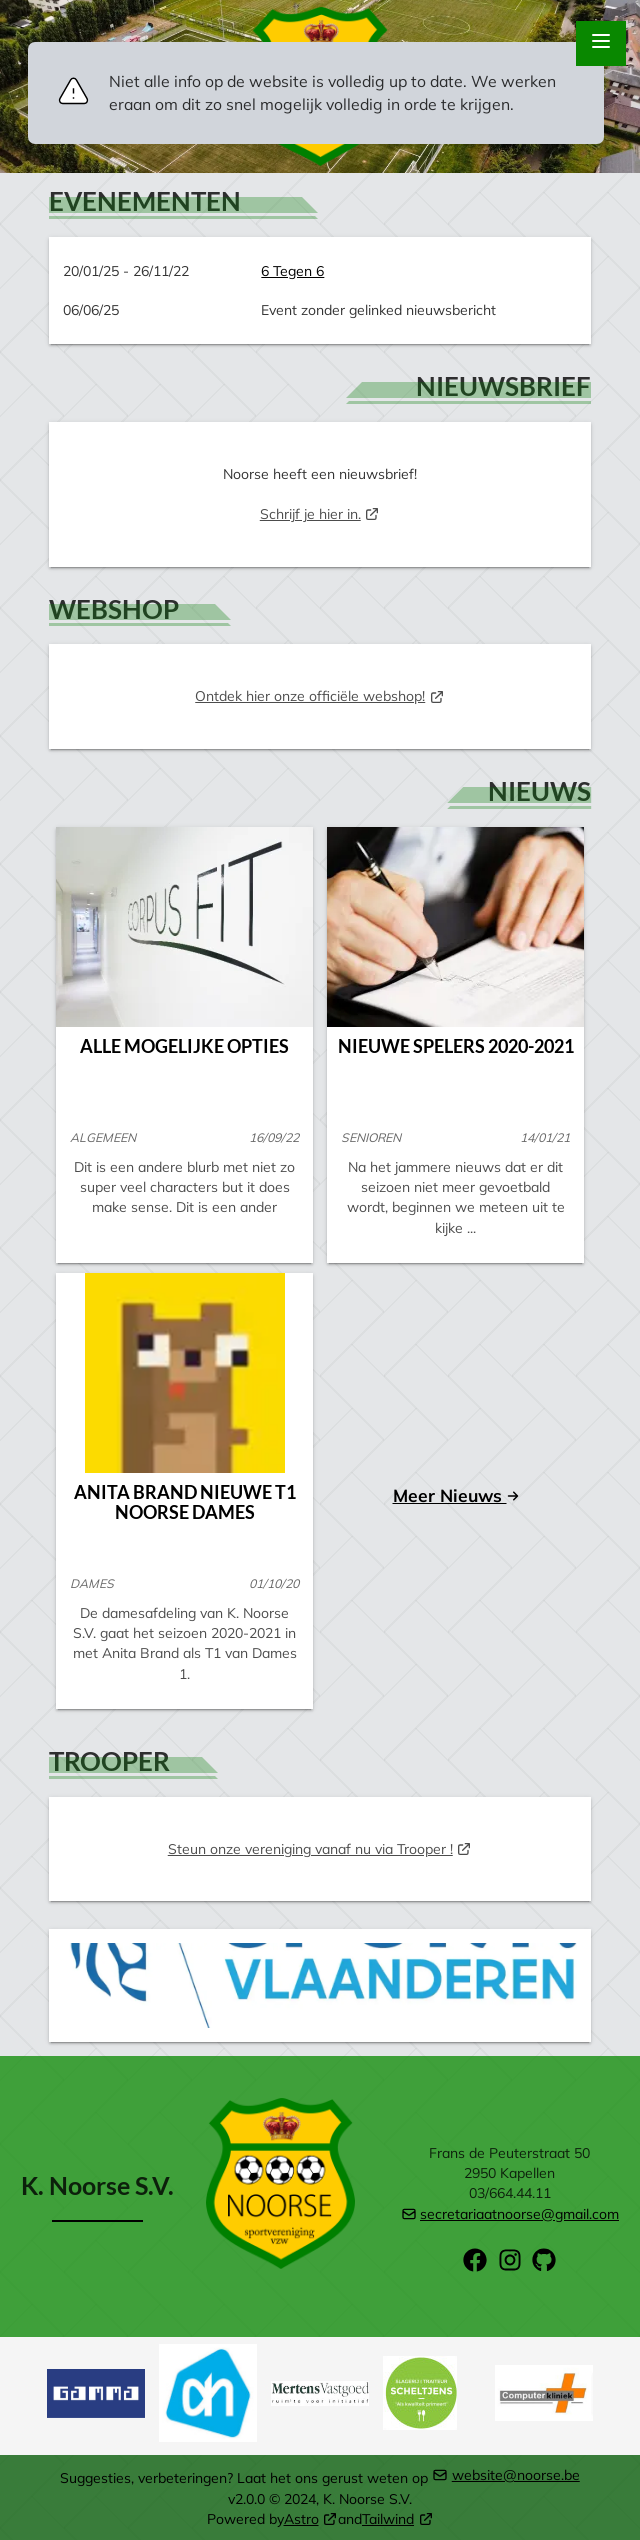 Niet alle info op de website is volledig up to date. We werken
eraan om dit zo snel mogelijk volledig in orde te krijgen.
EVENEMENTEN
20/01/25 - 26/11/22 6 Tegen 6
06/06/25 Event zonder gelinked nieuwsbericht
NIEUWSBRIEF
Noorse heeft een nieuwsbrief!
Schrijf je hier in.
WEBSHOP
Ontdek hier onze officiële webshop!
NIEUWS
CORPUS FIT
ALLE MOGELIJKE OPTIES
ALGEMEEN 16/09/22
Dit is een andere blurb met niet zo
super veel characters but it does
make sense. Dit is een ander
NIEUWE SPELERS 2020-2021
SENIOREN 14/01/21
Na het jammere nieuws dat er dit
seizoen niet meer gevoetbald
wordt, beginnen we meteen uit te
kijke ...
ANITA BRAND NIEUWE T1
NOORSE DAMES
DAMES 01/10/20
De damesafdeling van K. Noorse
S.V. gaat het seizoen 2020-2021 in
met Anita Brand als T1 van Dames
1.
Meer Nieuws
TROOPER
Steun onze vereniging vanaf nu via Trooper !
VLAANDEREN
K. Noorse S.V.
NOORSE
sportvereniging
vzw
Frans de Peuterstraat 50
2950 Kapellen
03/664.44.11
secretariaatnoorse@gmail.com
GAMMA
ah
Mertens Vastgoed
ruimte voor initiatief
SLAGERIJ | TRAITEUR
SCHELTJENS
Computerkliniek
Suggesties, verbeteringen? Laat het ons gerust weten op website@noorse.be
v2.0.0 © 2024, K. Noorse S.V.
Powered by Astro and Tailwind